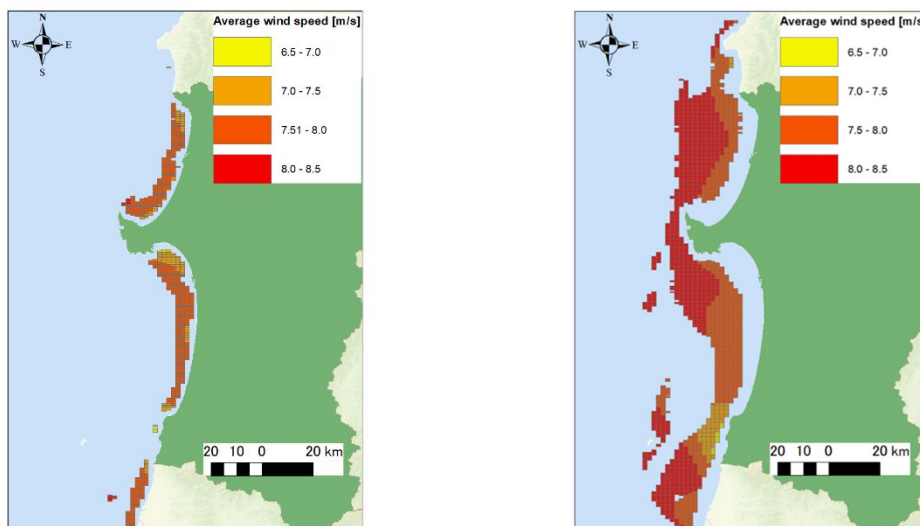 Average wind speed [m/s]
N
W E
S
6.5 - 7.0
7.0 - 7.5
7.51 - 8.0
8.0 - 8.5
20 10 0 20 km
Average wind speed [m/s]
N
W E
S
6.5 - 7.0
7.0 - 7.5
7.5 - 8.0
8.0 - 8.5
20 10 0 20 km